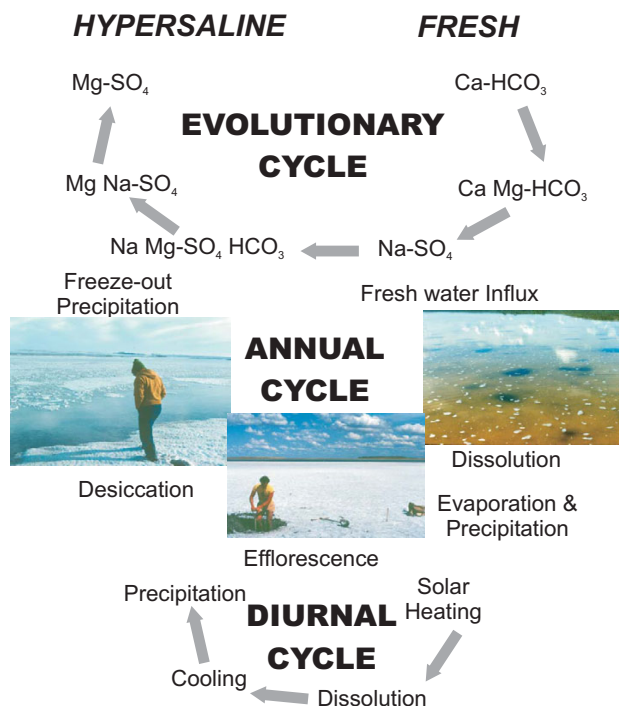 HYPERSALINE FRESH
Mg-SO₄ Ca-HCO₃
EVOLUTIONARY
CYCLE
Mg Na-SO₄ Ca Mg-HCO₃
Na Mg-SO₄ HCO₃ Na-SO₄
Freeze-out
Precipitation
Fresh water Influx
ANNUAL
CYCLE
Desiccation
Dissolution
Evaporation &
Precipitation
Efflorescence
Precipitation
Solar
Heating
DIURNAL
CYCLE
Cooling
Dissolution